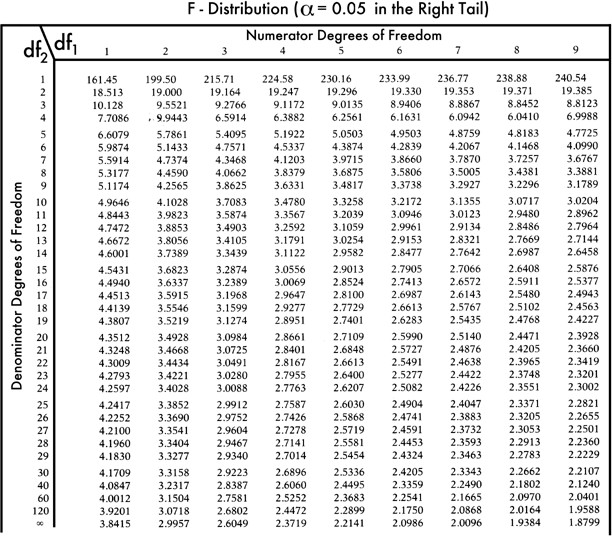 F - Distribution (α = 0.05 in the Right Tail)
df₂ df₁ Numerator Degrees of Freedom
1 2 3 4 5 6 7 8 9
Denominator Degrees of Freedom
1 161.45 199.50 215.71 224.58 230.16 233.99 236.77 238.88 240.54
2 18.513 19.000 19.164 19.247 19.296 19.330 19.353 19.371 19.385
3 10.128 9.5521 9.2766 9.1172 9.0135 8.9406 8.8867 8.8452 8.8123
4 7.7086 9.9443 6.5914 6.3882 6.2561 6.1631 6.0942 6.0410 6.9988
5 6.6079 5.7861 5.4095 5.1922 5.0503 4.9503 4.8759 4.8183 4.7725
6 5.9874 5.1433 4.7571 4.5337 4.3874 4.2839 4.2067 4.1468 4.0990
7 5.5914 4.7374 4.3468 4.1203 3.9715 3.8660 3.7870 3.7257 3.6767
8 5.3177 4.4590 4.0662 3.8379 3.6875 3.5806 3.5005 3.4381 3.3881
9 5.1174 4.2565 3.8625 3.6331 3.4817 3.3738 3.2927 3.2296 3.1789
10 4.9646 4.1028 3.7083 3.4780 3.3258 3.2172 3.1355 3.0717 3.0204
11 4.8443 3.9823 3.5874 3.3567 3.2039 3.0946 3.0123 2.9480 2.8962
12 4.7472 3.8853 3.4903 3.2592 3.1059 2.9961 2.9134 2.8486 2.7964
13 4.6672 3.8056 3.4105 3.1791 3.0254 2.9153 2.8321 2.7669 2.7144
14 4.6001 3.7389 3.3439 3.1122 2.9582 2.8477 2.7642 2.6987 2.6458
15 4.5431 3.6823 3.2874 3.0556 2.9013 2.7905 2.7066 2.6408 2.5876
16 4.4940 3.6337 3.2389 3.0069 2.8524 2.7413 2.6572 2.5911 2.5377
17 4.4513 3.5915 3.1968 2.9647 2.8100 2.6987 2.6143 2.5480 2.4943
18 4.4139 3.5546 3.1599 2.9277 2.7729 2.6613 2.5767 2.5102 2.4563
19 4.3807 3.5219 3.1274 2.8951 2.7401 2.6283 2.5435 2.4768 2.4227
20 4.3512 3.4928 3.0984 2.8661 2.7109 2.5990 2.5140 2.4471 2.3928
21 4.3248 3.4668 3.0725 2.8401 2.6848 2.5727 2.4876 2.4205 2.3660
22 4.3009 3.4434 3.0491 2.8167 2.6613 2.5491 2.4638 2.3965 2.3419
23 4.2793 3.4221 3.0280 2.7955 2.6400 2.5277 2.4422 2.3748 2.3201
24 4.2597 3.4028 3.0088 2.7763 2.6207 2.5082 2.4226 2.3551 2.3002
25 4.2417 3.3852 2.9912 2.7587 2.6030 2.4904 2.4047 2.3371 2.2821
26 4.2252 3.3690 2.9752 2.7426 2.5868 2.4741 2.3883 2.3205 2.2655
27 4.2100 3.3541 2.9604 2.7278 2.5719 2.4591 2.3732 2.3053 2.2501
28 4.1960 3.3404 2.9467 2.7141 2.5581 2.4453 2.3593 2.2913 2.2360
29 4.1830 3.3277 2.9340 2.7014 2.5454 2.4324 2.3463 2.2783 2.2229
30 4.1709 3.3158 2.9223 2.6896 2.5336 2.4205 2.3343 2.2662 2.2107
40 4.0847 3.2317 2.8387 2.6060 2.4495 2.3359 2.2490 2.1802 2.1240
60 4.0012 3.1504 2.7581 2.5252 2.3683 2.2541 2.1665 2.0970 2.0401
120 3.9201 3.0718 2.6802 2.4472 2.2899 2.1750 2.0868 2.0164 1.9588
∞ 3.8415 2.9957 2.6049 2.3719 2.2141 2.0986 2.0096 1.9384 1.8799